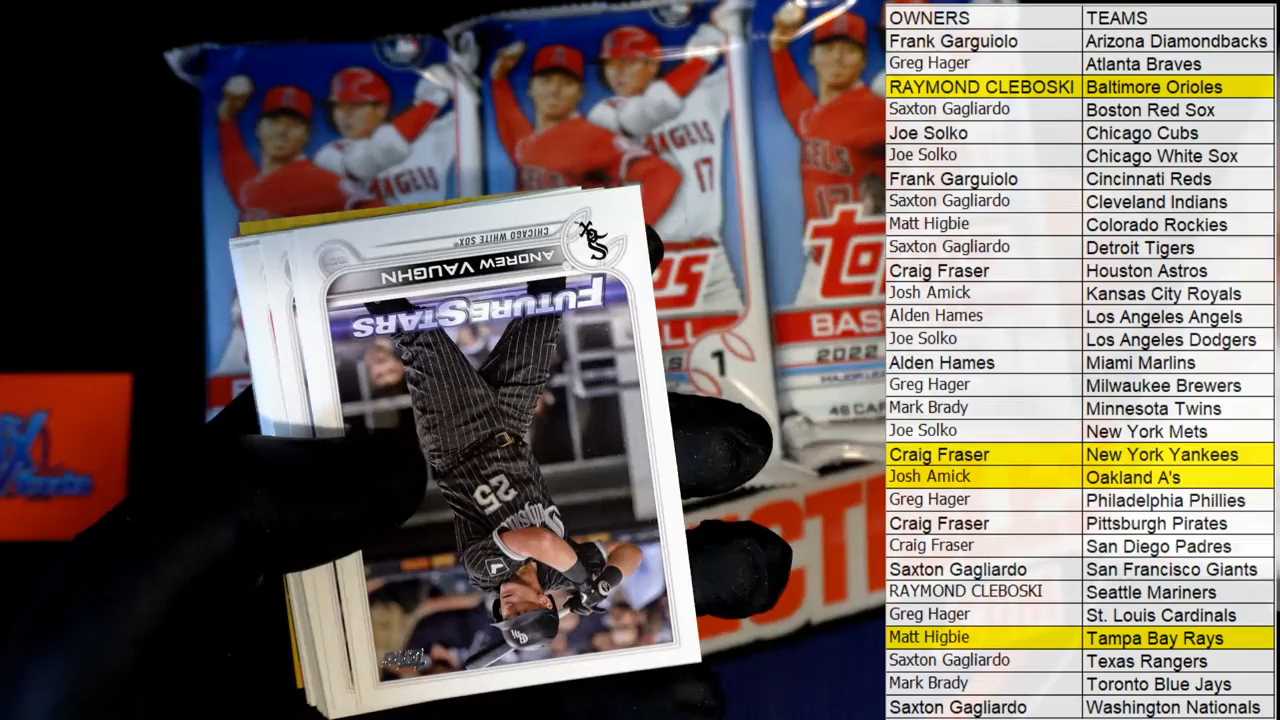 OWNERS TEAMS
Frank Garguiolo Arizona Diamondbacks
Greg Hager Atlanta Braves
RAYMOND CLEBOSKI Baltimore Orioles
Saxton Gagliardo Boston Red Sox
Joe Solko Chicago Cubs
Joe Solko Chicago White Sox
Frank Garguiolo Cincinnati Reds
Saxton Gagliardo Cleveland Indians
Matt Higbie Colorado Rockies
Saxton Gagliardo Detroit Tigers
Craig Fraser Houston Astros
Josh Amick Kansas City Royals
Alden Hames Los Angeles Angels
Joe Solko Los Angeles Dodgers
Alden Hames Miami Marlins
Greg Hager Milwaukee Brewers
Mark Brady Minnesota Twins
Joe Solko New York Mets
Craig Fraser New York Yankees
Josh Amick Oakland A's
Greg Hager Philadelphia Phillies
Craig Fraser Pittsburgh Pirates
Craig Fraser San Diego Padres
Saxton Gagliardo San Francisco Giants
RAYMOND CLEBOSKI Seattle Mariners
Greg Hager St. Louis Cardinals
Matt Higbie Tampa Bay Rays
Saxton Gagliardo Texas Rangers
Mark Brady Toronto Blue Jays
Saxton Gagliardo Washington Nationals
CHICAGO WHITE SOX
ANDREW VAUGHN
FUTURE STARS
25
ANGELS
ANGELS
17
1
2022